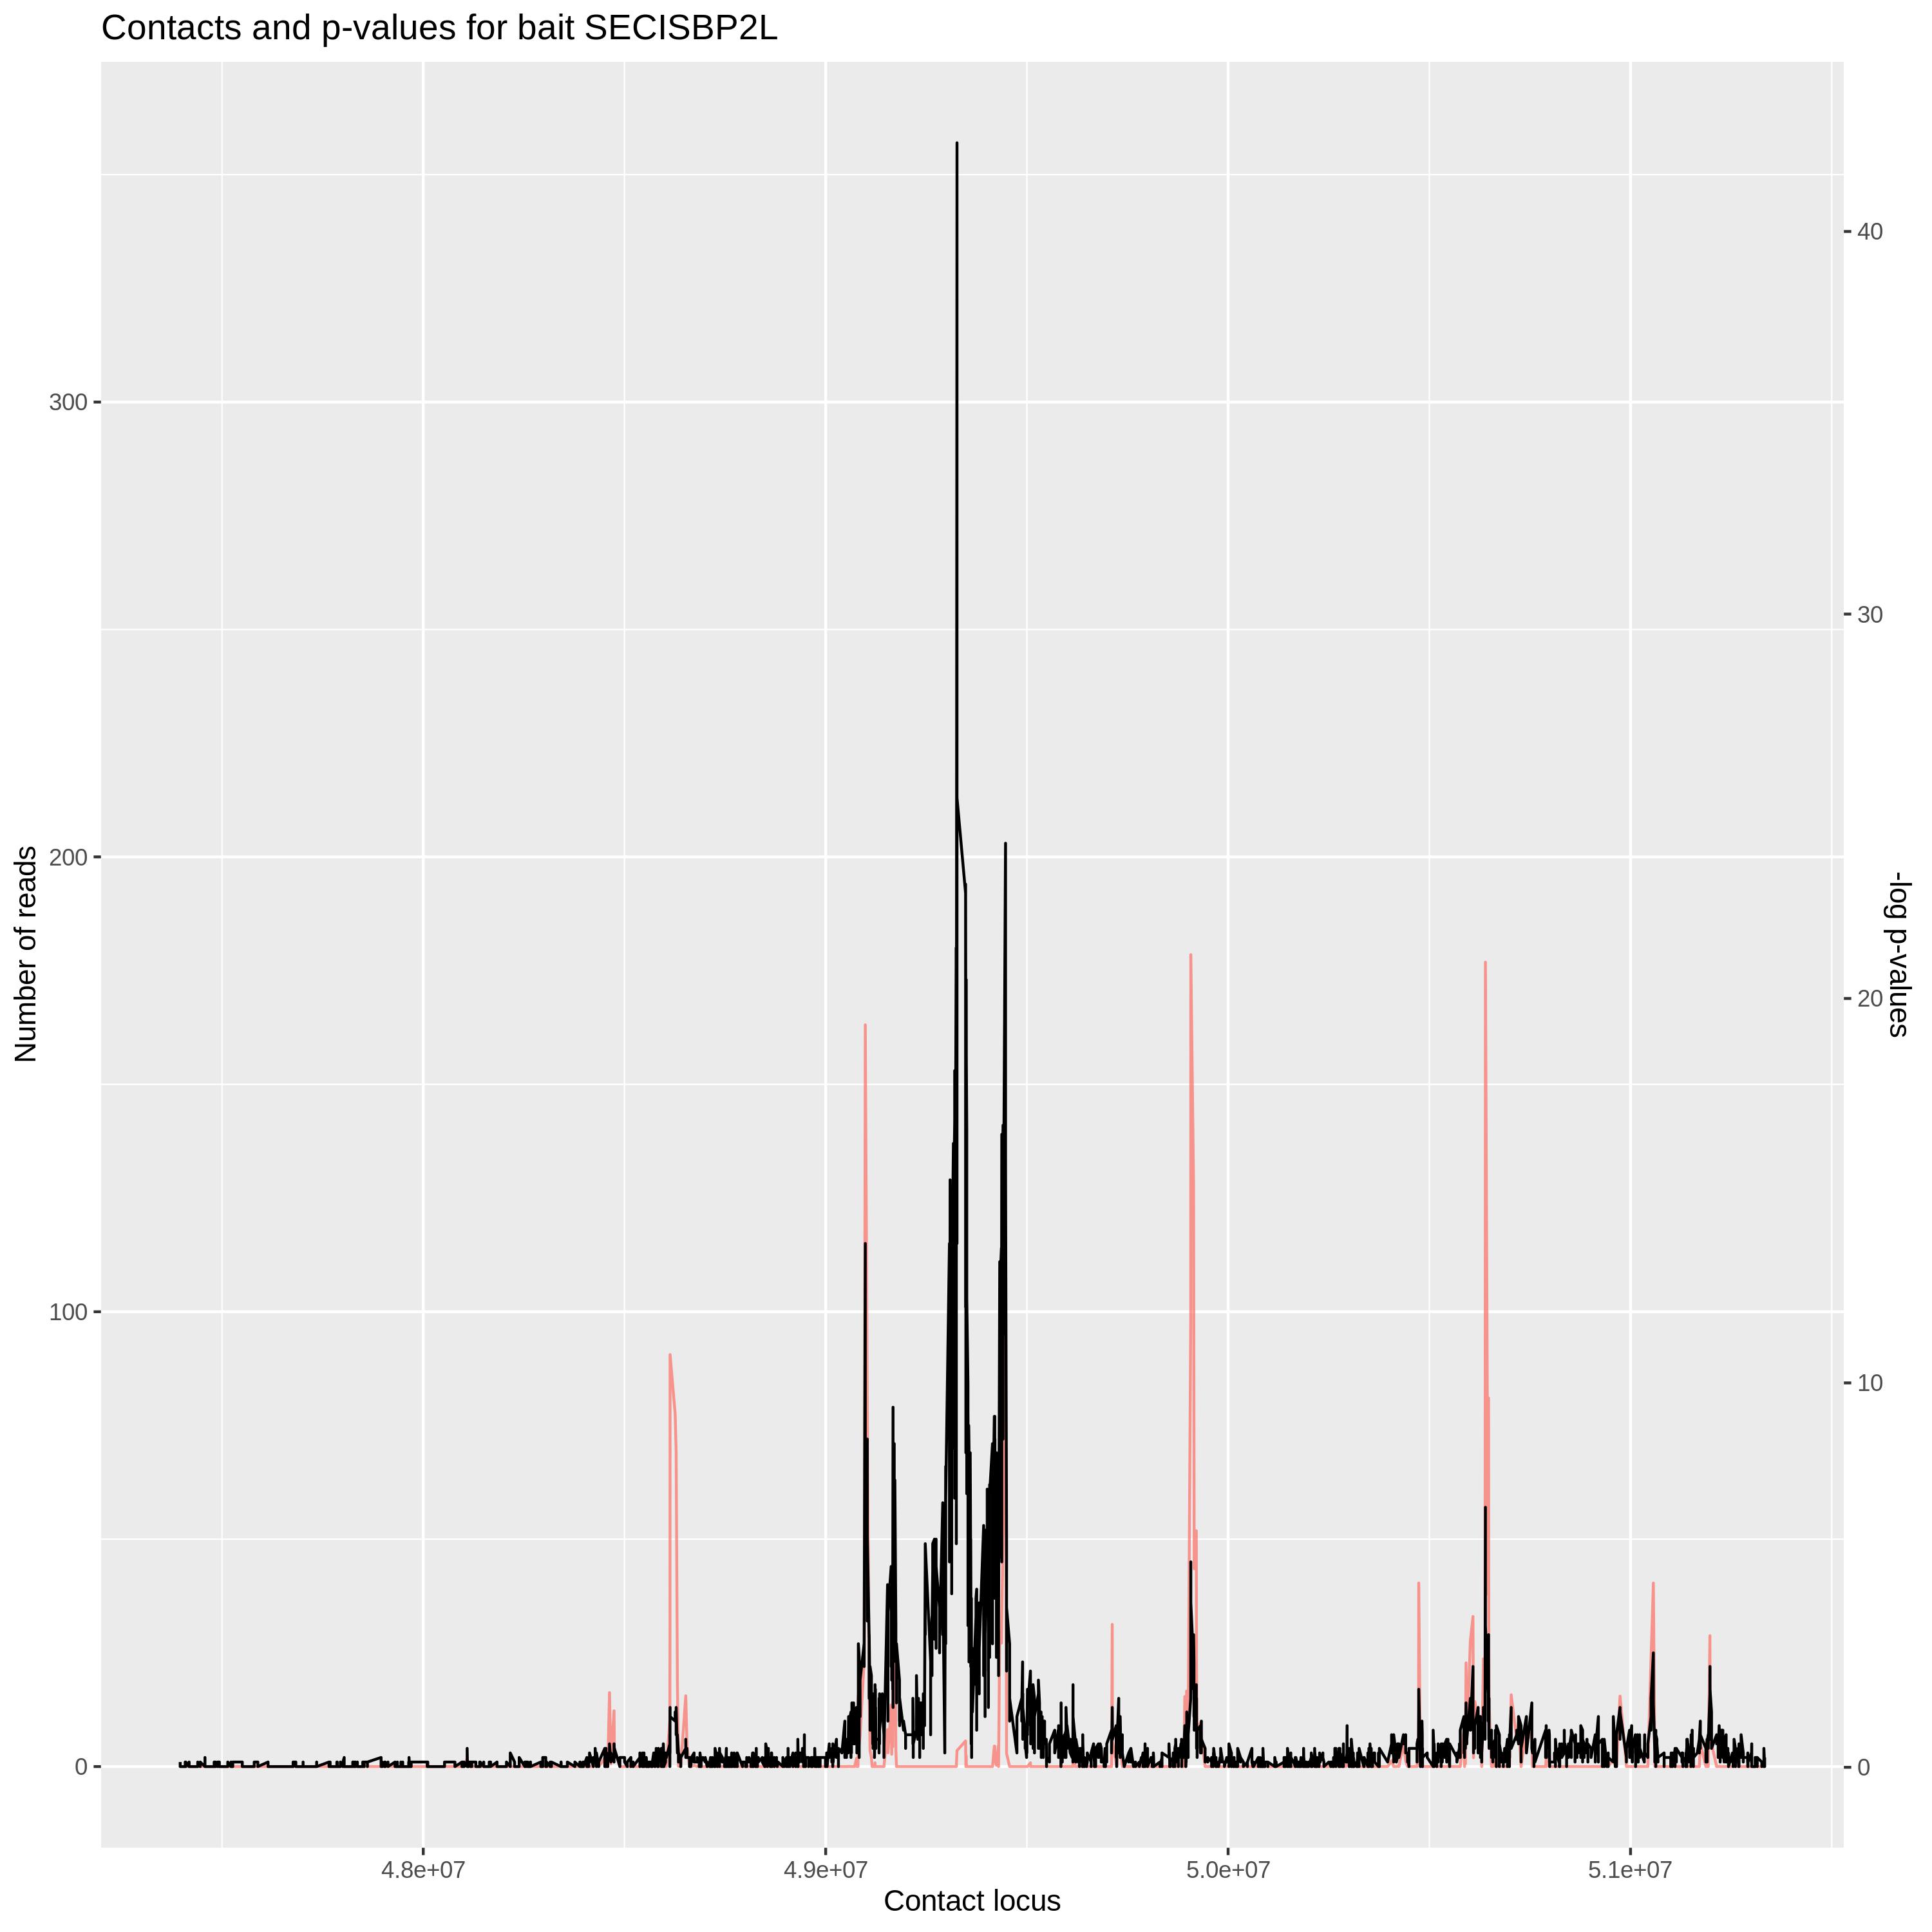 Contacts and p-values for bait SECISBP2L
Number of reads
300
200
100
0
40
30
20
10
0
-log p-values
4.8e+07
4.9e+07
5.0e+07
5.1e+07
Contact locus